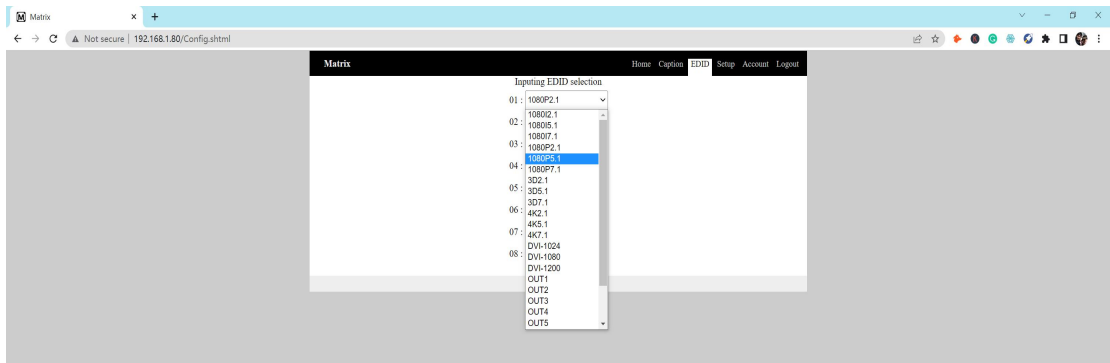 M Matrix
Not secure 192.168.1.80/Config.shtml
Matrix Home Caption EDID Setup Account Logout
Inputing EDID selection
01 : 1080P2.1
02 :
03 :
04 :
05 :
06 :
07 :
08 :
1080I2.1
1080I5.1
1080I7.1
1080P2.1
1080P5.1
1080P7.1
3D2.1
3D5.1
3D7.1
4K2.1
4K5.1
4K7.1
DVI-1024
DVI-1080
DVI-1200
OUT1
OUT2
OUT3
OUT4
OUT5